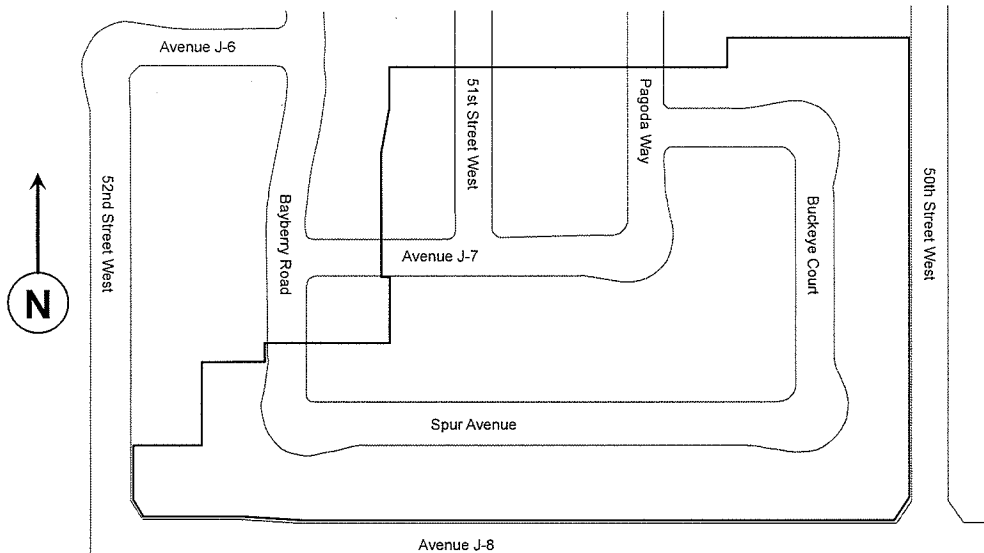 Avenue J-6
51st Street West
Pagoda Way
52nd Street West
Bayberry Road
Buckeye Court
50th Street West
Avenue J-7
N
Spur Avenue
Avenue J-8